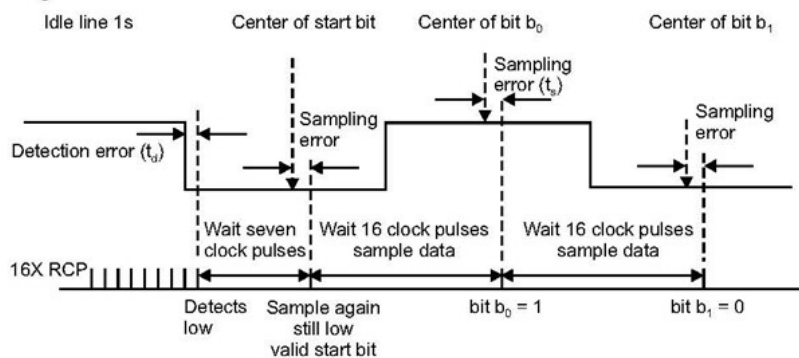 Idle line 1s
Center of start bit
Center of bit b₀
Center of bit b₁
Sampling
error (tₛ)
Sampling
error
Sampling
error
Detection error (t_d)
Wait seven
clock pulses
Wait 16 clock pulses
sample data
Wait 16 clock pulses
sample data
16X RCP
Detects
low
Sample again
still low
valid start bit
bit b₀ = 1
bit b₁ = 0